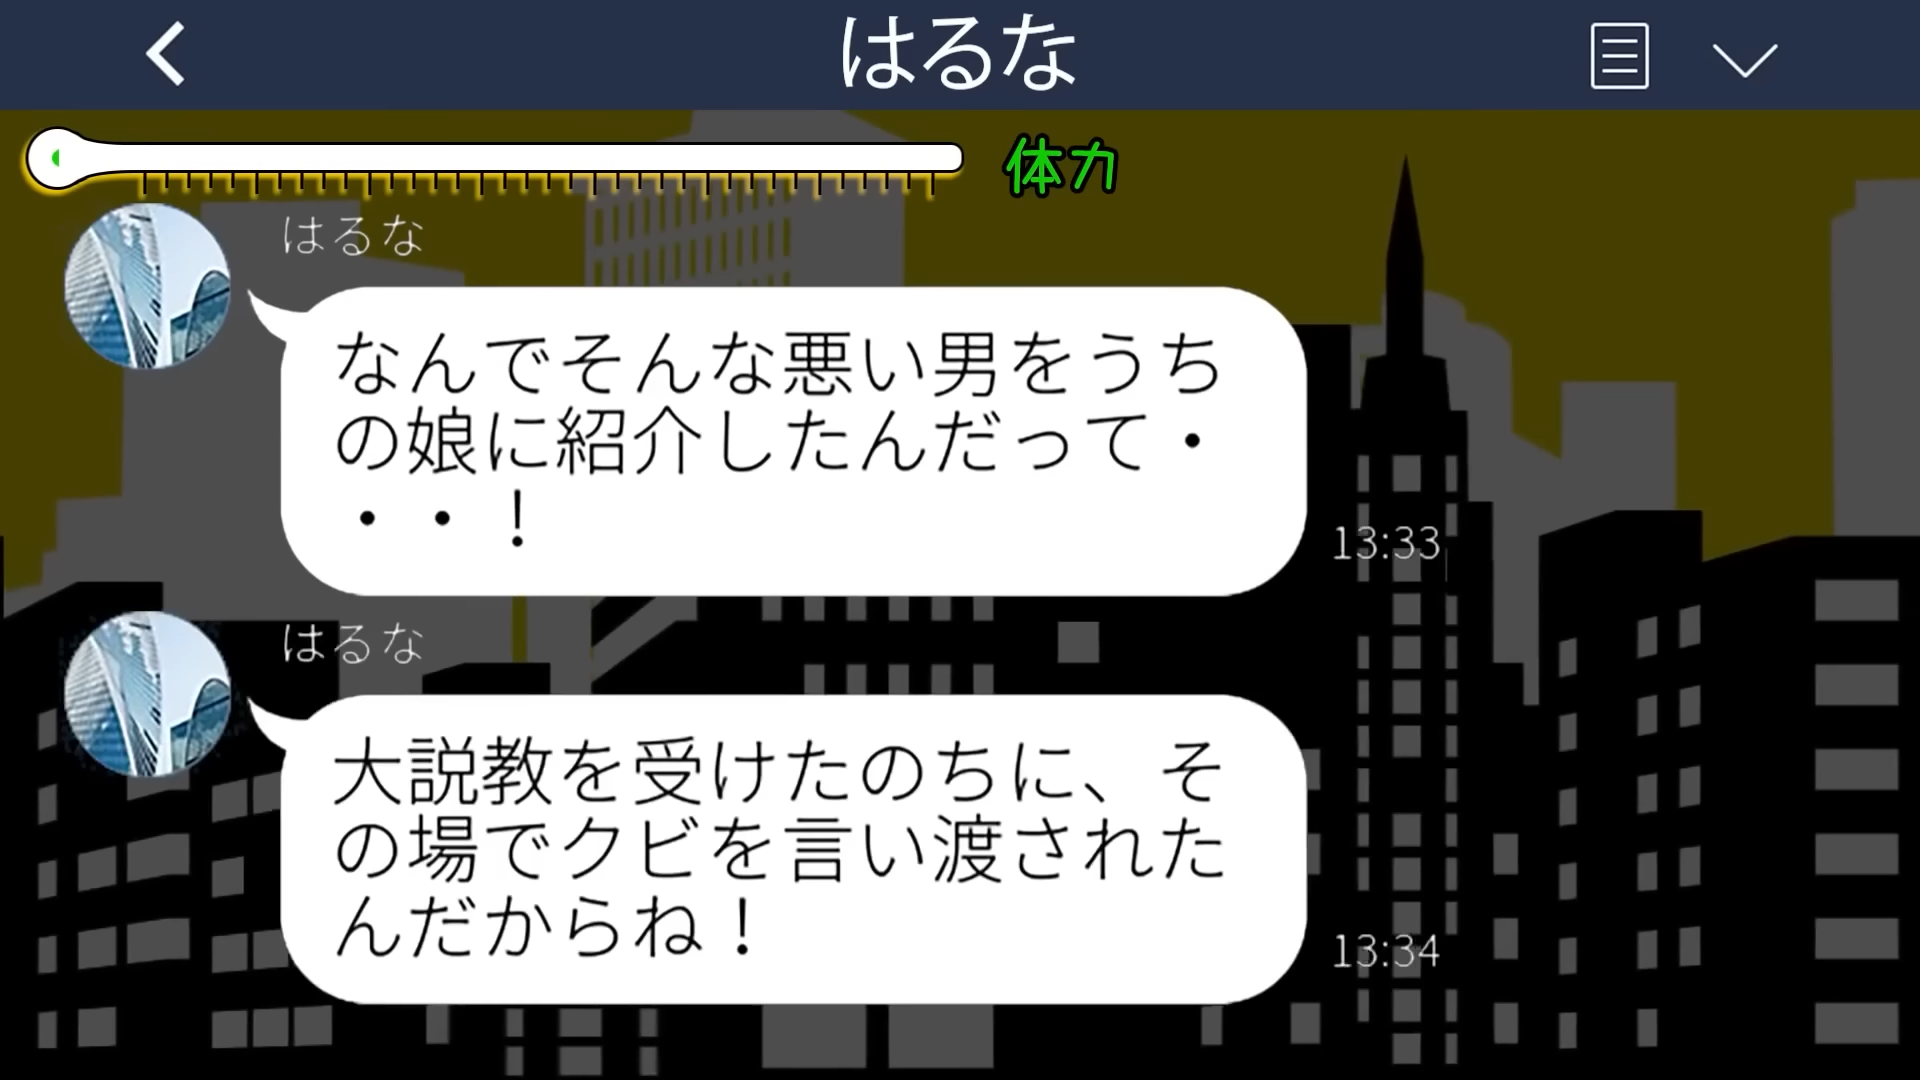 はるな
体力
はるな
なんでそんな悪い男をうち
の娘に紹介したんだって・
・・！
13:33
はるな
大説教を受けたのちに、そ
の場でクビを言い渡された
んだからね！
13:34